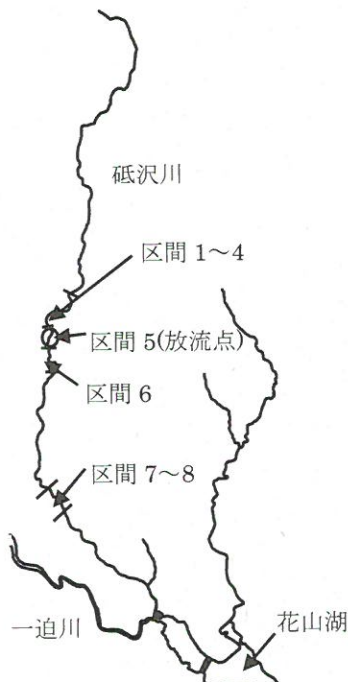 砥沢川
区間 1～4
区間 5(放流点)
区間 6
区間 7～8
一迫川
花山湖